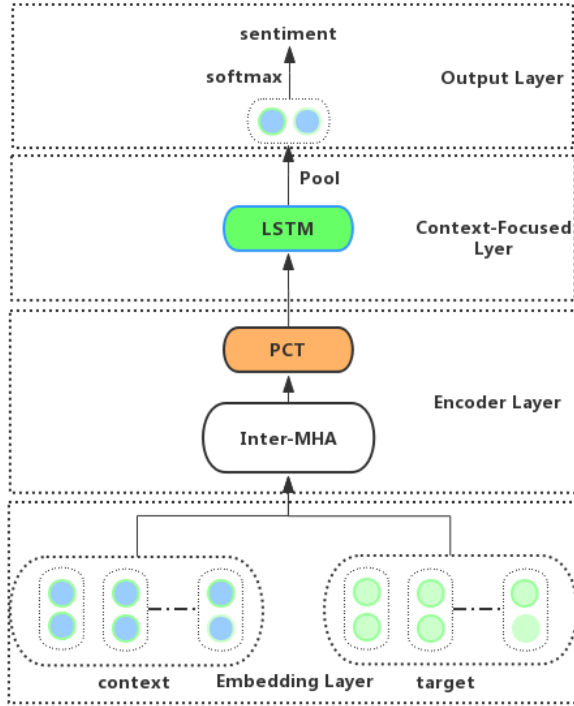 sentiment
softmax
Output Layer
Pool
LSTM
Context-Focused
Lyer
PCT
Encoder Layer
Inter-MHA
context
Embedding Layer
target